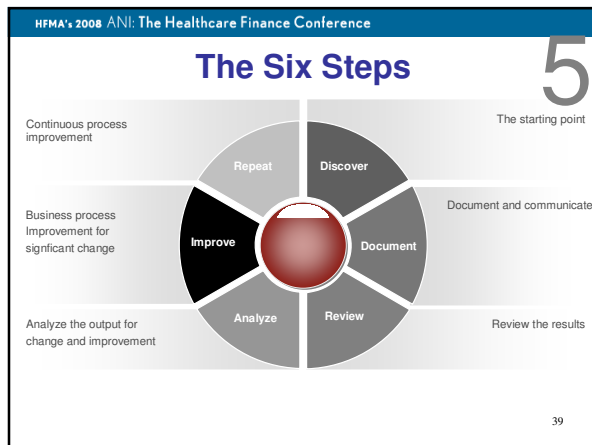 HFMA's 2008 ANI: The Healthcare Finance Conference
The Six Steps
5
Continuous process
improvement
The starting point
Repeat
Discover
Business process
Improvement for
signficant change
Document and communicate
Improve
Document
Analyze
Review
Analyze the output for
change and improvement
Review the results
39